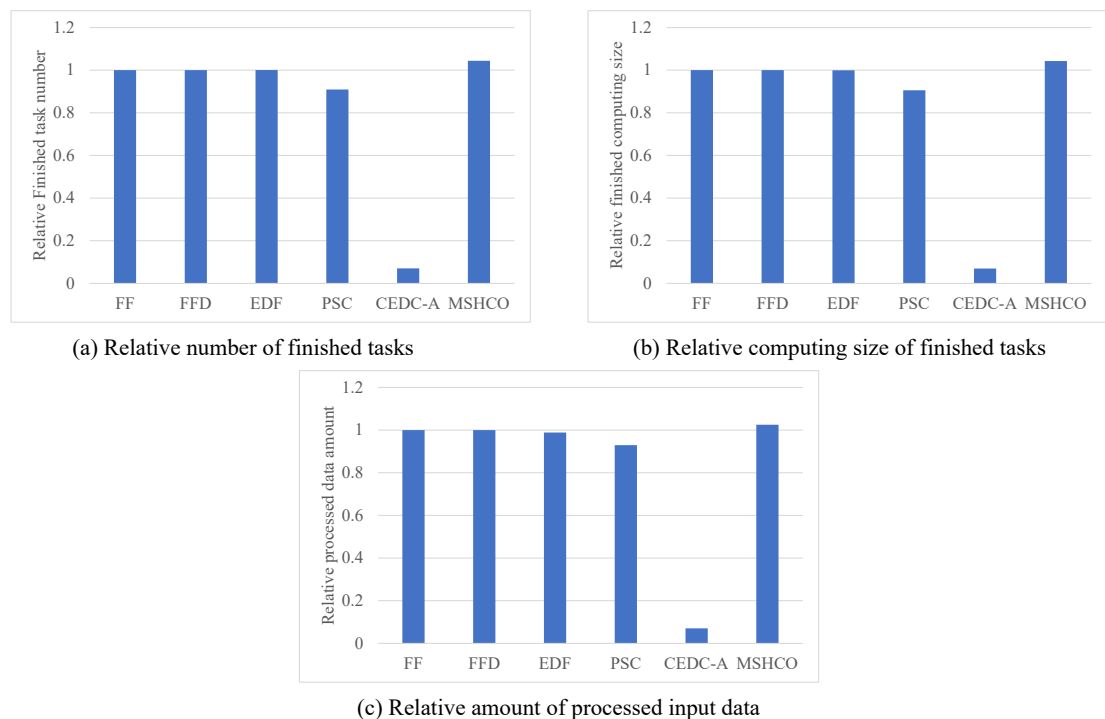 1.2
1
0.8
0.6
0.4
0.2
0
Relative Finished task number
FF FFD EDF PSC CEDC-A MSHCO
(a) Relative number of finished tasks
1.2
1
0.8
0.6
0.4
0.2
0
Relative finished computing size
FF FFD EDF PSC CEDC-A MSHCO
(b) Relative computing size of finished tasks
1.2
1
0.8
0.6
0.4
0.2
0
Relative processed data amount
FF FFD EDF PSC CEDC-A MSHCO
(c) Relative amount of processed input data